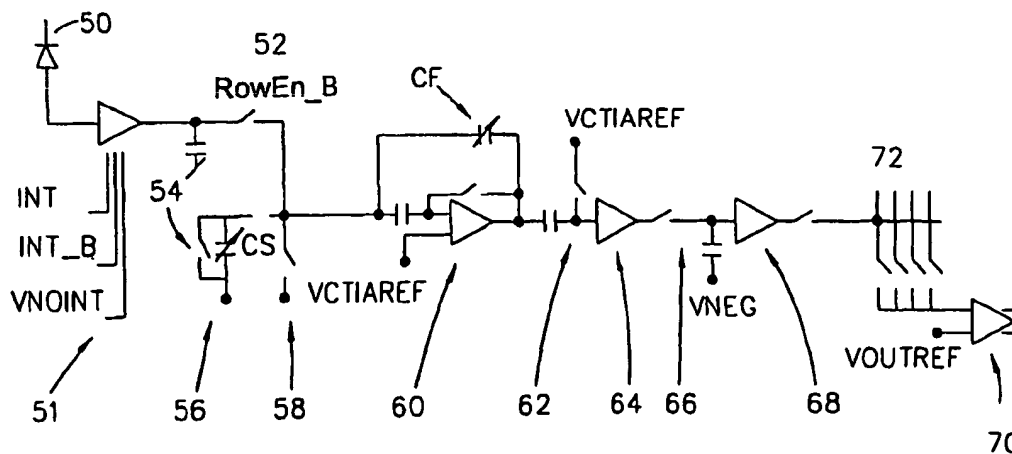 50
52
RowEn_B
CF
VCTIAREF
72
INT
54
INT_B
CS
VNOINT
VCTIAREF
VNEG
VOUTREF
51
56
58
60
62
64
66
68
70